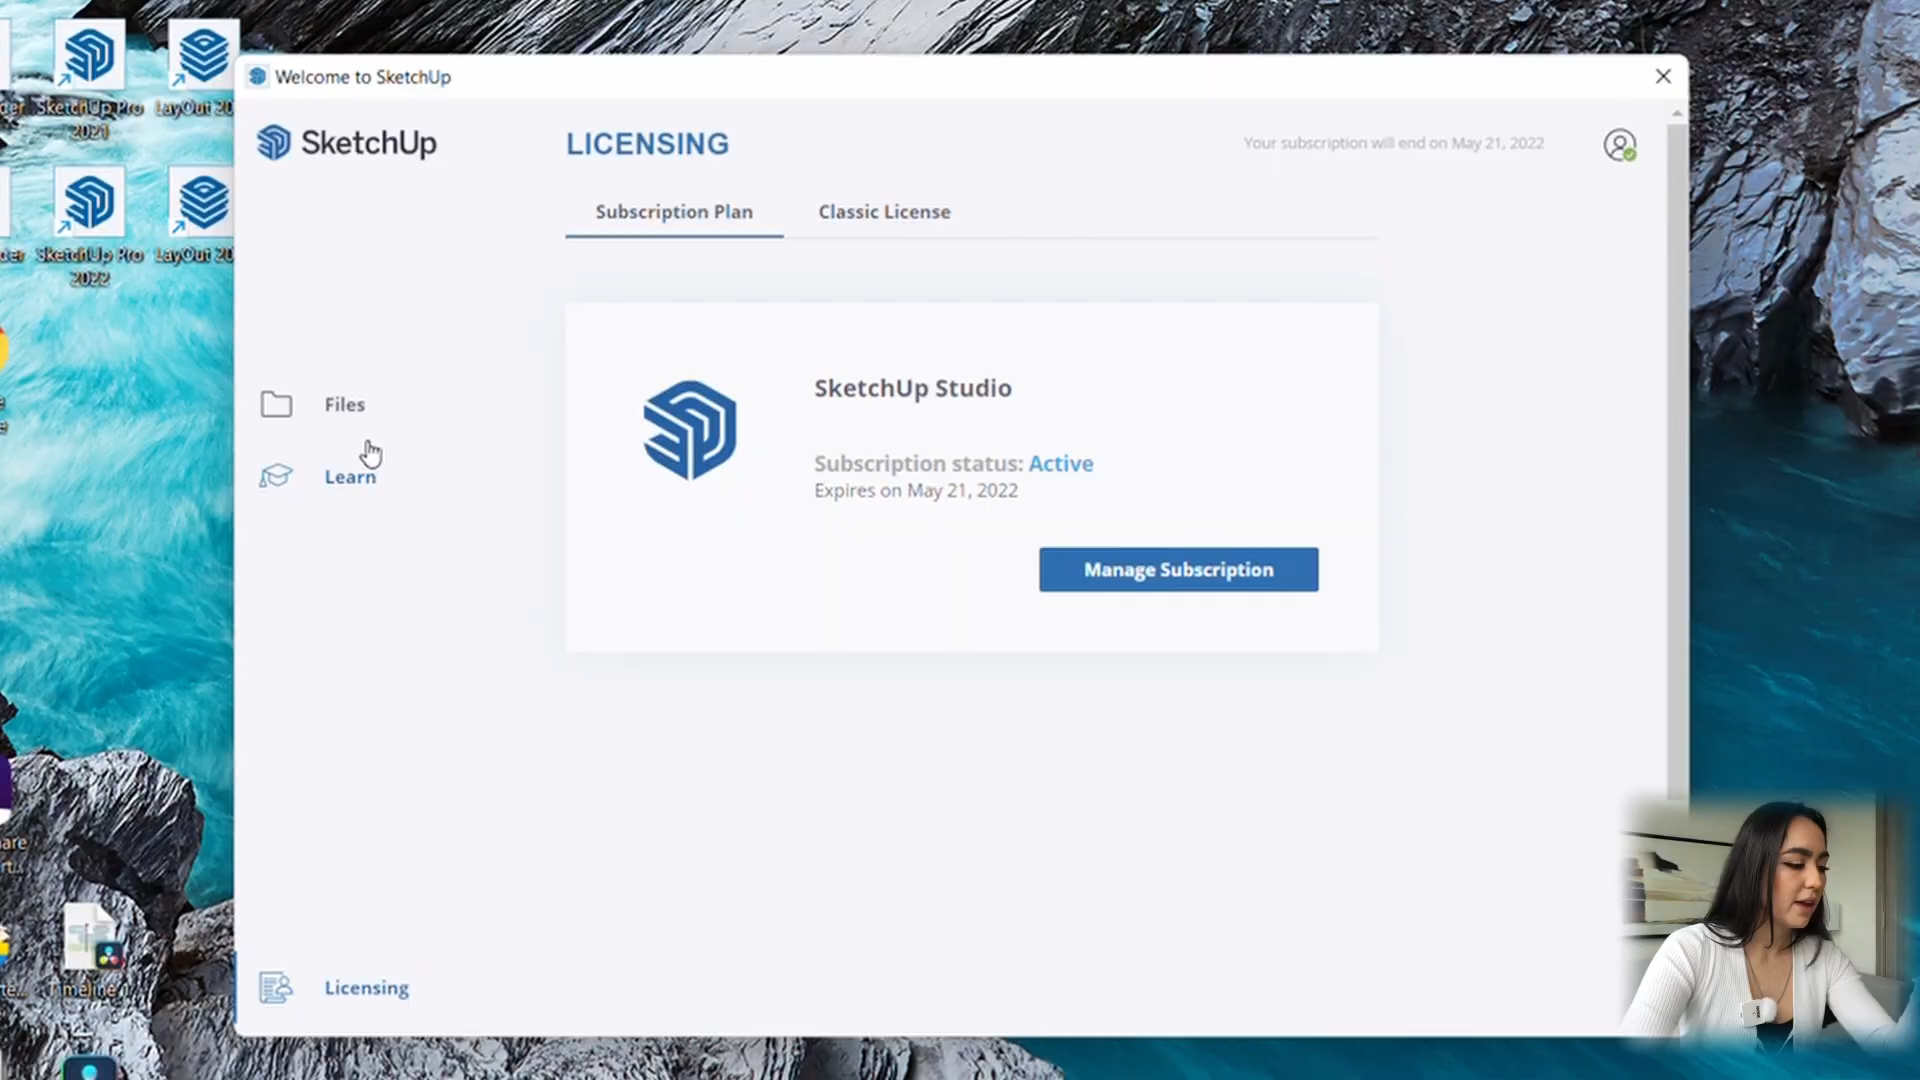 SketchUp Pro
2021
LayOut 20
SketchUp Pro
2022
LayOut 20
Timeline 1
Welcome to SketchUp
SketchUp
LICENSING
Your subscription will end on May 21, 2022
Subscription Plan
Classic License
Files
Learn
SketchUp Studio
Subscription status: Active
Expires on May 21, 2022
Manage Subscription
Licensing